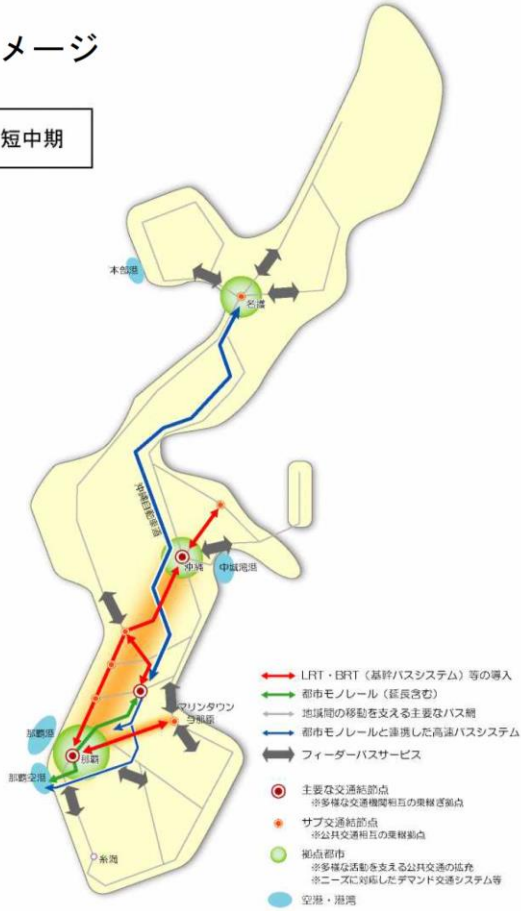 メージ
短中期
本部港
名護
沖縄自動車道
沖縄
中城湾港
マリンタウン
与那原
那覇港
那覇
那覇空港
糸満
LRT・BRT(基幹バスシステム)等の導入
都市モノレール(延長含む)
地域間の移動を支える主要なバス網
都市モノレールと連携した高速バスシステム
フィーダーバスサービス
主要な交通結節点
※多様な交通機関相互の乗継ぎ拠点
サブ交通結節点
※公共交通相互の乗継拠点
拠点都市
※多様な活動を支える公共交通の拡充
※ニーズに対応したデマンド交通システム等
空港・港湾